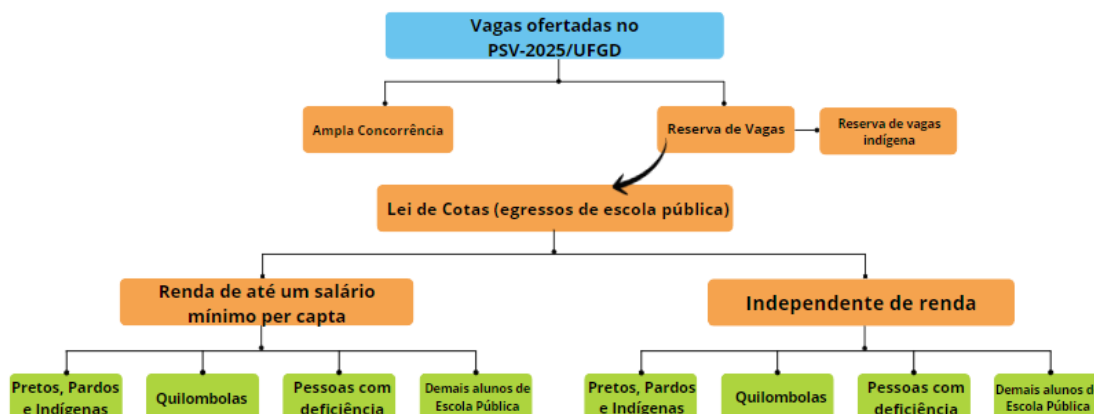 Vagas ofertadas no
PSV-2025/UFGD
Ampla Concorrência
Reserva de Vagas
Reserva de vagas
indígena
Lei de Cotas (egressos de escola pública)
Renda de até um salário
mínimo per capta
Independente de renda
Pretos, Pardos
e Indígenas
Quilombolas
Pessoas com
deficiência
Demais alunos de
Escola Pública
Pretos, Pardos
e Indígenas
Quilombolas
Pessoas com
deficiência
Demais alunos de
Escola Pública